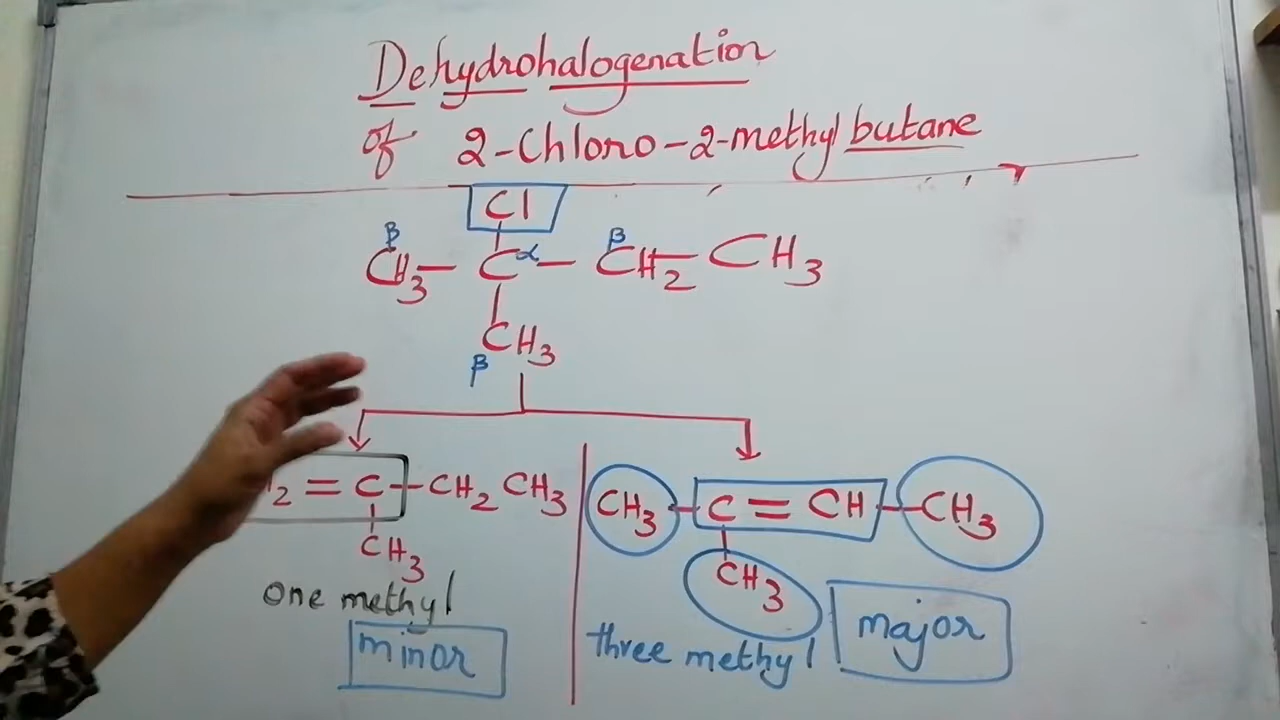 Dehydrohalogenation
of 2-Chloro-2-methyl butane
Cl
β β
CH3 — C α — CH2 — CH3
CH3
β
2 = C — CH2 CH3
CH3
one methyl
minor
CH3 — C = CH — CH3
CH3
three methyl
major